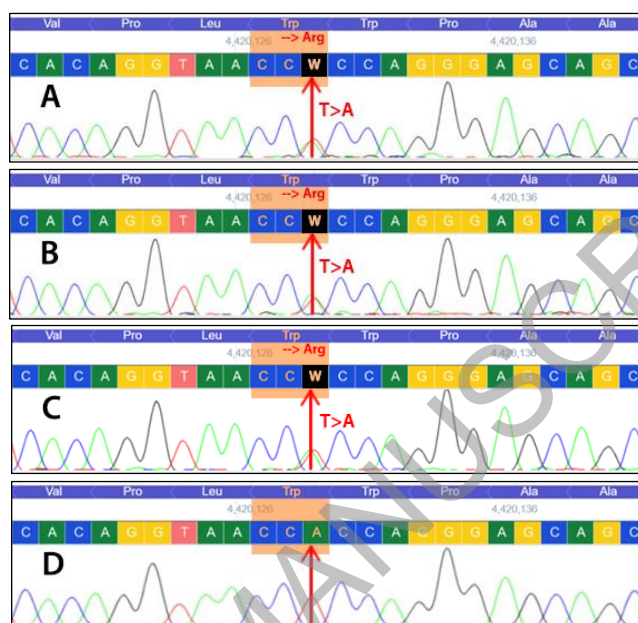 Val Pro Leu Trp Trp Pro Ala Ala
4,420,126 --> Arg 4,420,136
C A C A G G T A A C C W C C A G G G A G C A G C
A T>A
Val Pro Leu Trp Trp Pro Ala Ala
4,420,126 --> Arg 4,420,136
C A C A G G T A A C C W C C A G G G A G C A G C
B T>A
Val Pro Leu Trp Trp Pro Ala Ala
4,420,126 --> Arg 4,420,136
C A C A G G T A A C C W C C A G G G A G C A G C
C T>A
Val Pro Leu Trp Trp Pro Ala Ala
4,420,126 4,420,136
C A C A G G T A A C C A C C A G G G A G C A G C
D
MANUSCR